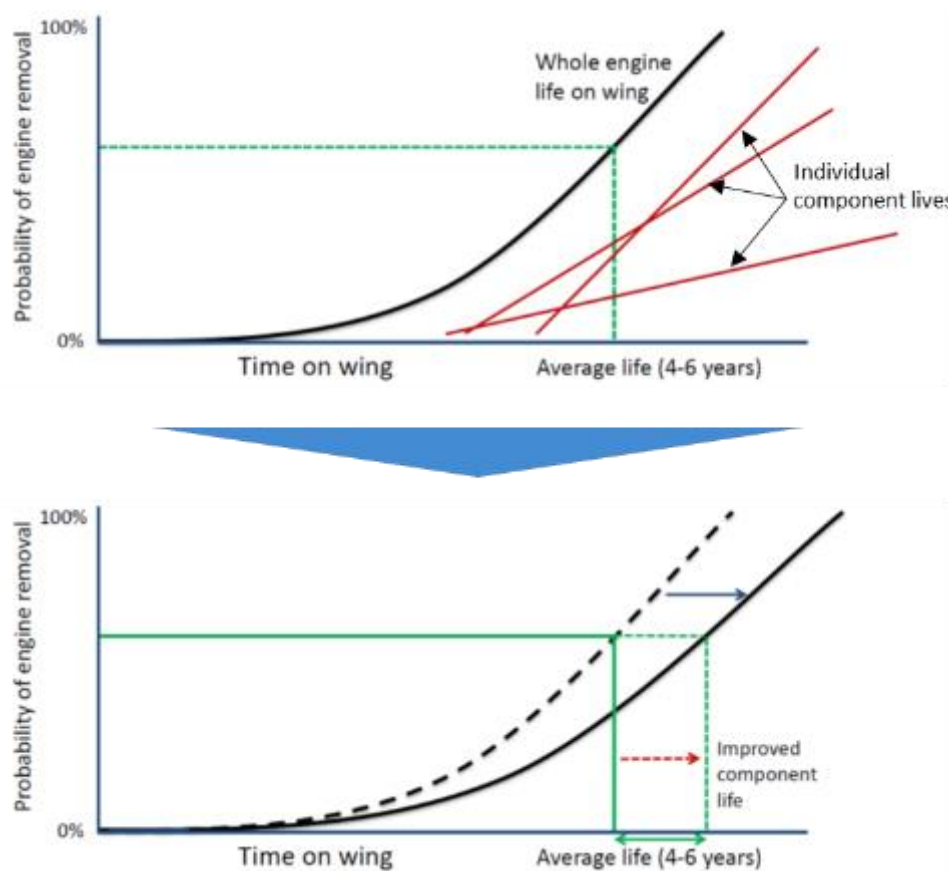 100%
Probability of engine removal
Whole engine
life on wing
Individual
component lives
0%
Time on wing
Average life (4-6 years)
100%
Probability of engine removal
Improved
component
life
0%
Time on wing
Average life (4-6 years)